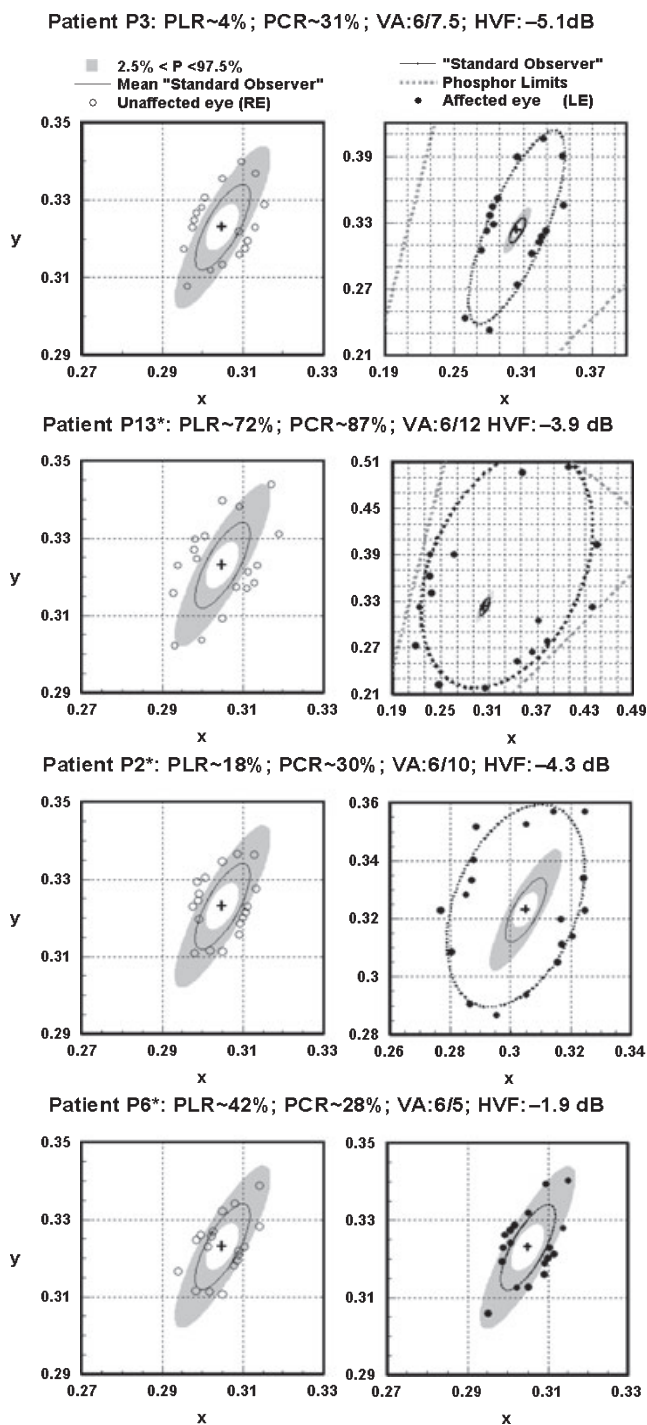 Patient P3: PLR~4%; PCR~31%; VA:6/7.5; HVF:–5.1dB
2.5% < P <97.5%
Mean "Standard Observer"
Unaffected eye (RE)
"Standard Observer"
Phosphor Limits
Affected eye (LE)
0.35
0.33
y
0.31
0.29
0.27 0.29 0.31 0.33
x
0.39
0.33
0.27
0.21
0.19 0.25 0.31 0.37
x
Patient P13*: PLR~72%; PCR~87%; VA:6/12 HVF:–3.9 dB
0.35
0.33
y
0.31
0.29
0.27 0.29 0.31 0.33
x
0.51
0.45
0.39
0.33
0.27
0.21
0.19 0.25 0.31 0.37 0.43 0.49
x
Patient P2*: PLR~18%; PCR~30%; VA:6/10; HVF:–4.3 dB
0.35
0.33
y
0.31
0.29
0.27 0.29 0.31 0.33
x
0.36
0.34
0.32
0.3
0.28
0.26 0.28 0.3 0.32 0.34
x
Patient P6*: PLR~42%; PCR~28%; VA:6/5; HVF:–1.9 dB
0.35
0.33
y
0.31
0.29
0.27 0.29 0.31 0.33
x
0.35
0.33
0.31
0.29
0.27 0.29 0.31 0.33
x